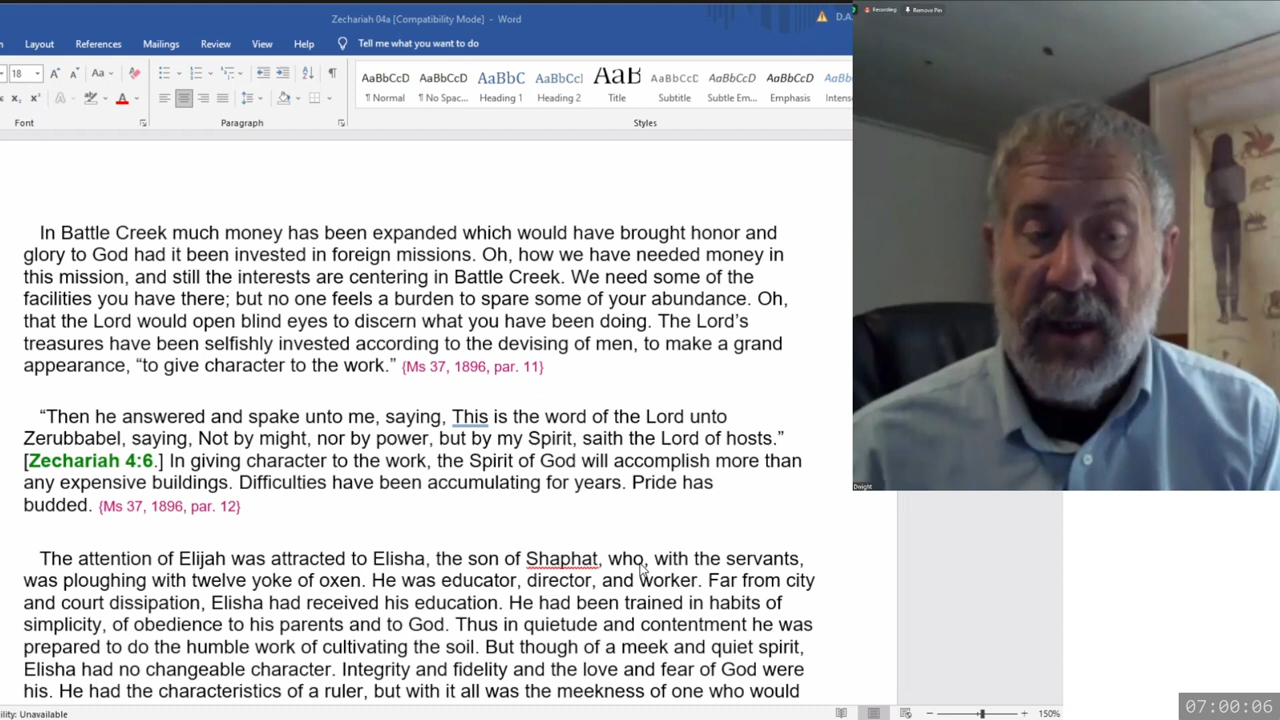 Zechariah 04a [Compatibility Mode] - Word
D.A.
Recording
Remove Pin
Layout References Mailings Review View Help Tell me what you want to do
18 Aa
AaBbCcD AaBbCcD AaBbC AaBbCcl AaB AaBbCcD AaBbCcD AaBbCcD AaBb
¶ Normal ¶ No Spac... Heading 1 Heading 2 Title Subtitle Subtle Em... Emphasis Intens
Font Paragraph Styles
In Battle Creek much money has been expanded which would have brought honor and
glory to God had it been invested in foreign missions. Oh, how we have needed money in
this mission, and still the interests are centering in Battle Creek. We need some of the
facilities you have there; but no one feels a burden to spare some of your abundance. Oh,
that the Lord would open blind eyes to discern what you have been doing. The Lord’s
treasures have been selfishly invested according to the devising of men, to make a grand
appearance, “to give character to the work.” {Ms 37, 1896, par. 11}
“Then he answered and spake unto me, saying, This is the word of the Lord unto
Zerubbabel, saying, Not by might, nor by power, but by my Spirit, saith the Lord of hosts.”
[Zechariah 4:6.] In giving character to the work, the Spirit of God will accomplish more than
any expensive buildings. Difficulties have been accumulating for years. Pride has
budded. {Ms 37, 1896, par. 12}
The attention of Elijah was attracted to Elisha, the son of Shaphat, who, with the servants,
was ploughing with twelve yoke of oxen. He was educator, director, and worker. Far from city
and court dissipation, Elisha had received his education. He had been trained in habits of
simplicity, of obedience to his parents and to God. Thus in quietude and contentment he was
prepared to do the humble work of cultivating the soil. But though of a meek and quiet spirit,
Elisha had no changeable character. Integrity and fidelity and the love and fear of God were
his. He had the characteristics of a ruler, but with it all was the meekness of one who would
Dwight
ility: Unavailable
150%
07:00:06